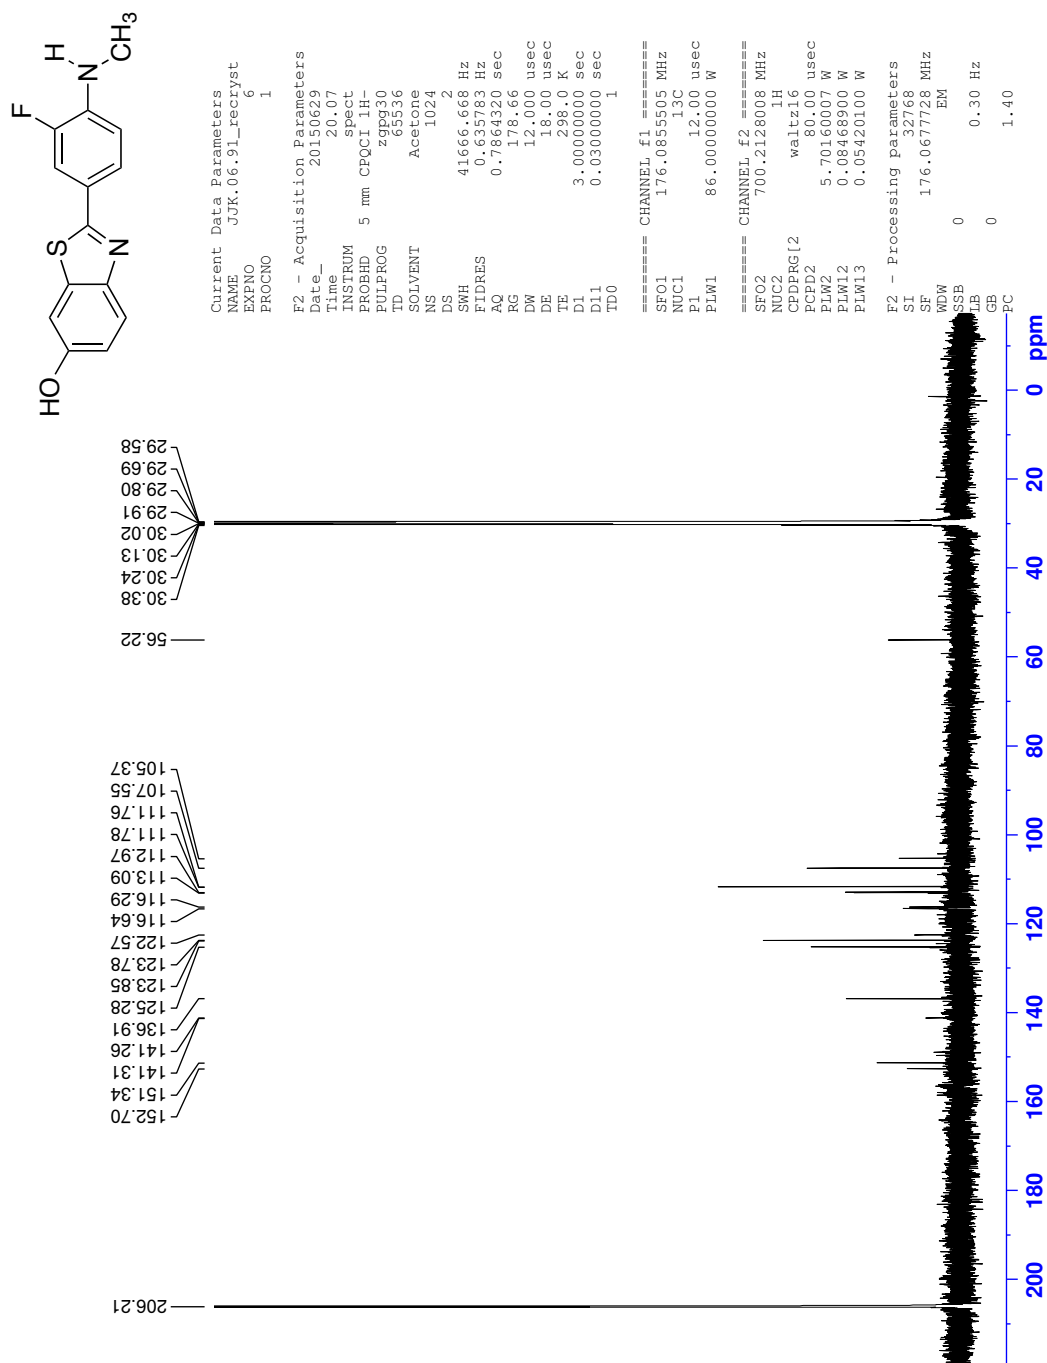 HO
S
N
F
H
N
CH3
Current Data Parameters
NAME JJK.06.91_recryst
EXPNO 6
PROCNO 1
F2 - Acquisition Parameters
Date_ 20150629
Time 20.07
INSTRUM spect
PROBHD 5 mm CPQCI 1H-
PULPROG zgpg30
TD 65536
SOLVENT Acetone
NS 1024
DS 2
SWH 41666.668 Hz
FIDRES 0.635783 Hz
AQ 0.7864320 sec
RG 178.66
DW 12.000 usec
DE 18.00 usec
TE 298.0 K
D1 3.00000000 sec
D11 0.03000000 sec
TD0 1
======== CHANNEL f1 ========
SFO1 176.0855505 MHz
NUC1 13C
P1 12.00 usec
PLW1 86.00000000 W
======== CHANNEL f2 ========
SFO2 700.2128008 MHz
NUC2 1H
CPDPRG[2 waltz16
PCPD2 80.00 usec
PLW2 5.70160007 W
PLW12 0.08468900 W
PLW13 0.05420100 W
F2 - Processing parameters
SI 32768
SF 176.0677728 MHz
WDW EM
SSB 0
LB 0.30 Hz
GB 0
PC 1.40
206.21
152.70
151.34
141.31
141.26
136.91
125.28
123.85
123.78
122.57
116.64
116.29
113.09
112.97
111.78
111.76
107.55
105.37
56.22
30.38
30.24
30.13
30.02
29.91
29.80
29.69
29.58
200 180 160 140 120 100 80 60 40 20 0 ppm